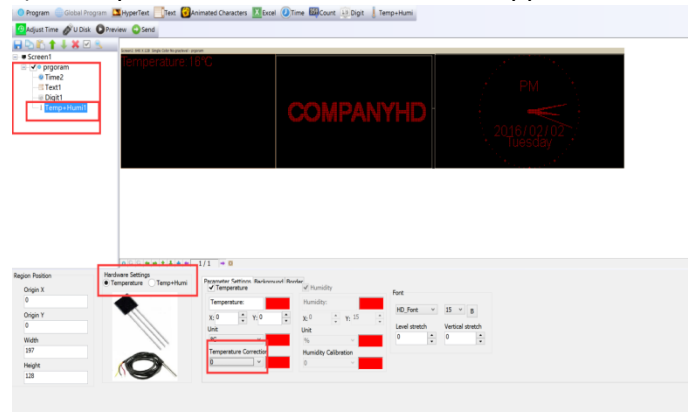 Program Global Program HyperText Text Animated Characters Excel Time Count Digit Temp+Humi
Adjust Time U Disk Preview Send
Screen1
prgoram
Time2
Text1
Digit1
Temp+Humi1
Temperature 18°C
COMPANYHD
PM
2016/02/02
Tuesday
1/1
Region Position
Origin X
0
Origin Y
0
Width
197
Height
128
Hardware Settings
Temperature Temp+Humi
Parameter Settings Background Border
Temperature
Temperature:
X: 0 Y: 0
Unit
°C
Temperature Correction
0
Humidity
Humidity:
X: 0 Y: 15
Unit
%
Humidity Calibration
0
Font
HD_Font 15 B
Level stretch Vertical stretch
0 0